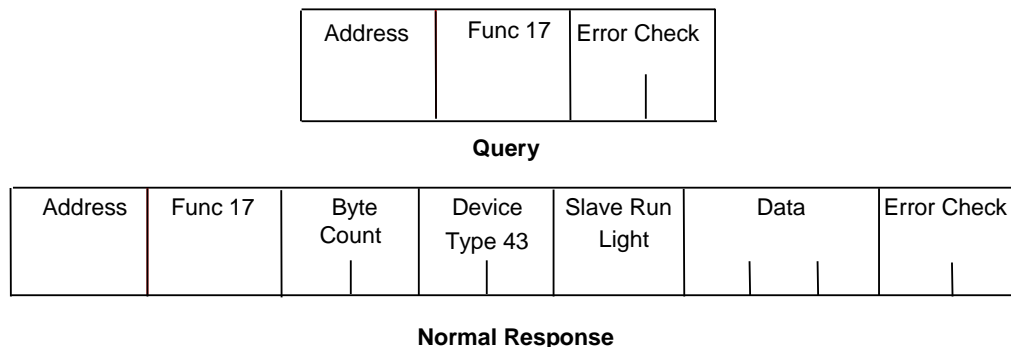 Address Func 17 Error Check
Query
Address Func 17 Byte Count Device Type 43 Slave Run Light Data Error Check
Normal Response